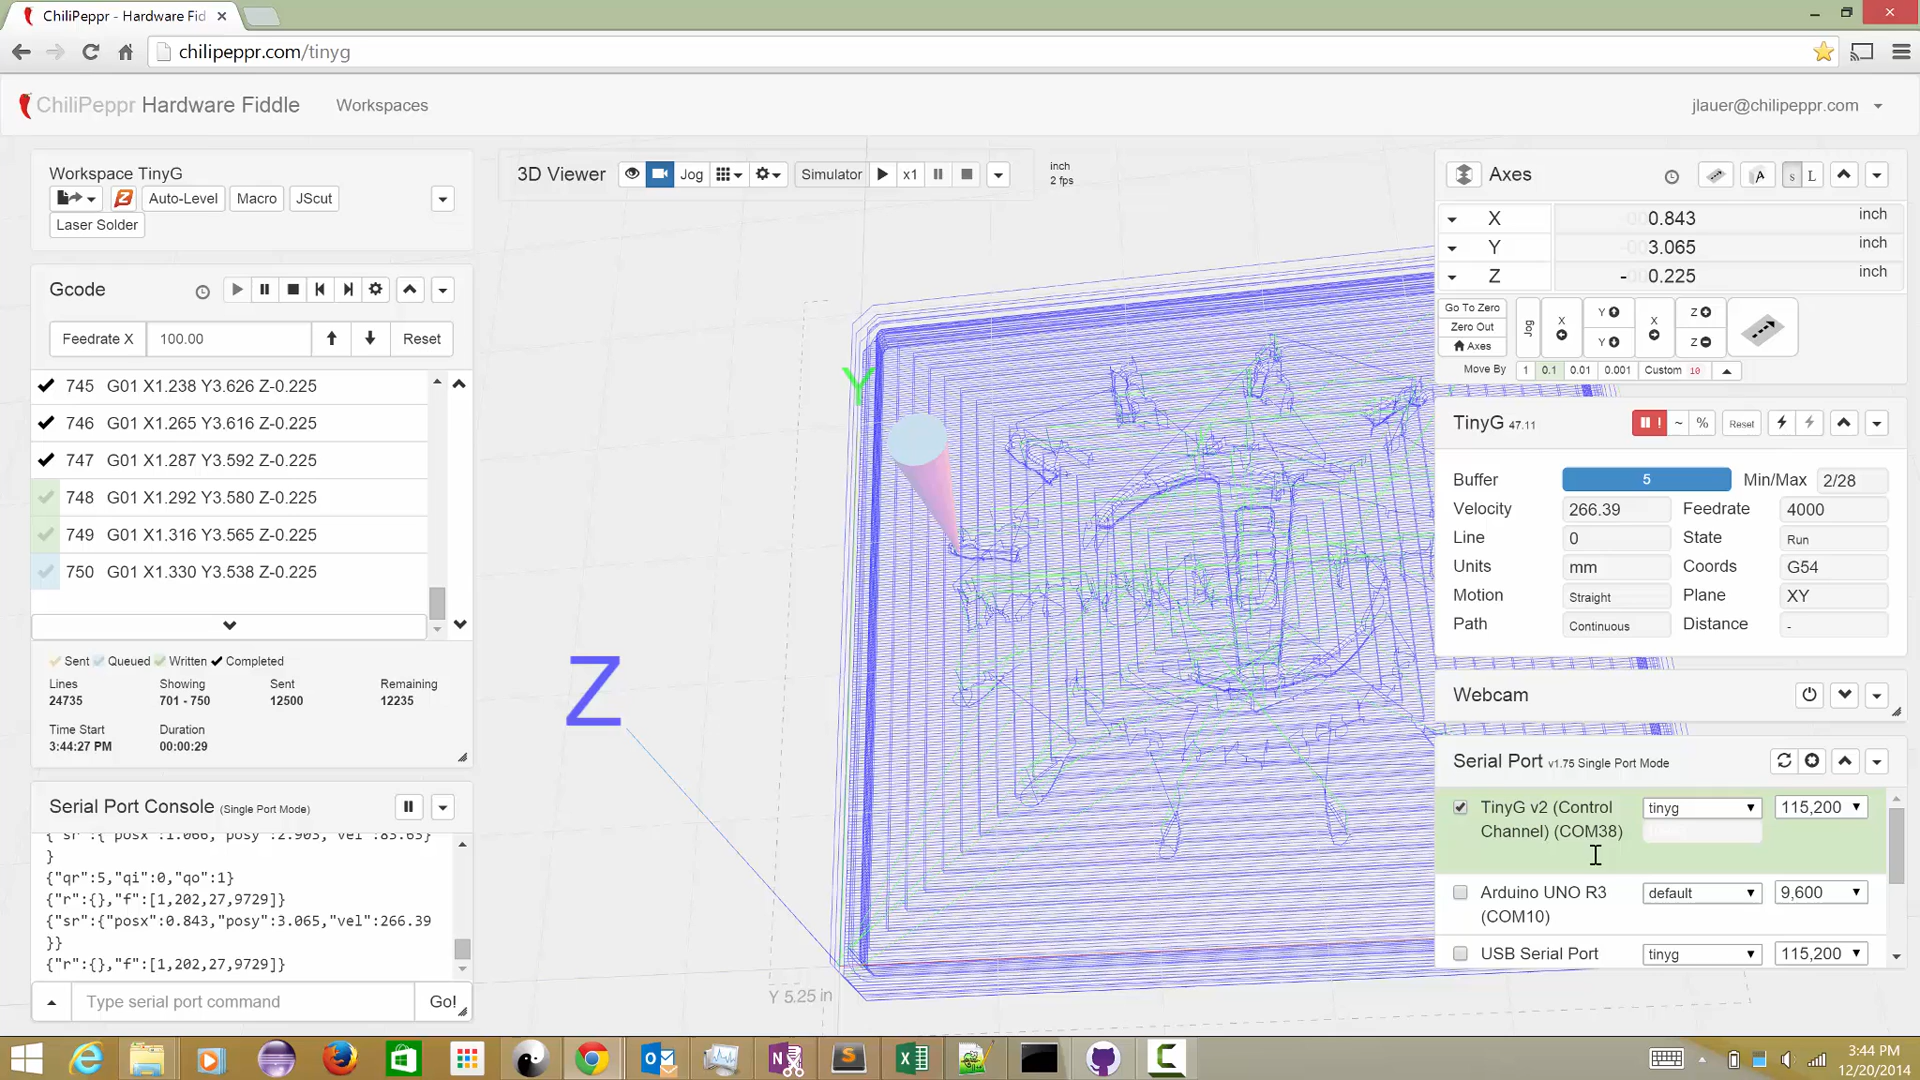 ChiliPeppr - Hardware Fid
chilipeppr.com/tinyg
ChiliPeppr Hardware Fiddle
Workspaces
jlauer@chilipeppr.com
Workspace TinyG
Auto-Level
Macro
JScut
Laser Solder
Gcode
Feedrate X
100.00
Reset
745 G01 X1.238 Y3.626 Z-0.225
746 G01 X1.265 Y3.616 Z-0.225
747 G01 X1.287 Y3.592 Z-0.225
748 G01 X1.292 Y3.580 Z-0.225
749 G01 X1.316 Y3.565 Z-0.225
750 G01 X1.330 Y3.538 Z-0.225
Sent Queued Written Completed
Lines Showing Sent Remaining
24735 701 - 750 12500 12235
Time Start Duration
3:44:27 PM 00:00:29
Serial Port Console (Single Port Mode)
{"sr":{"posx":1.066,"posy":2.903,"vel":83.63}
}
{"qr":5,"qi":0,"qo":1}
{"r":{},"f":[1,202,27,9729]}
{"sr":{"posx":0.843,"posy":3.065,"vel":266.39
}}
{"r":{},"f":[1,202,27,9729]}
Type serial port command
Go!
3D Viewer
Jog
Simulator
x1
inch
2 fps
Y
Z
Y 5.25 in
Axes
A
s L
X 0.843 inch
Y 3.065 inch
Z -0.225 inch
Go To Zero
Zero Out
Axes
Jog
X
Y
Y
X
Z
Z
Move By 1 0.1 0.01 0.001 Custom 10
TinyG 47.11
! ~ % Reset
Buffer 5 Min/Max 2/28
Velocity 266.39 Feedrate 4000
Line 0 State Run
Units mm Coords G54
Motion Straight Plane XY
Path Continuous Distance -
Webcam
Serial Port v1.75 Single Port Mode
TinyG v2 (Control
Channel) (COM38)
tinyg
115,200
Arduino UNO R3
(COM10)
default
9,600
USB Serial Port
tinyg
115,200
3:44 PM
12/20/2014